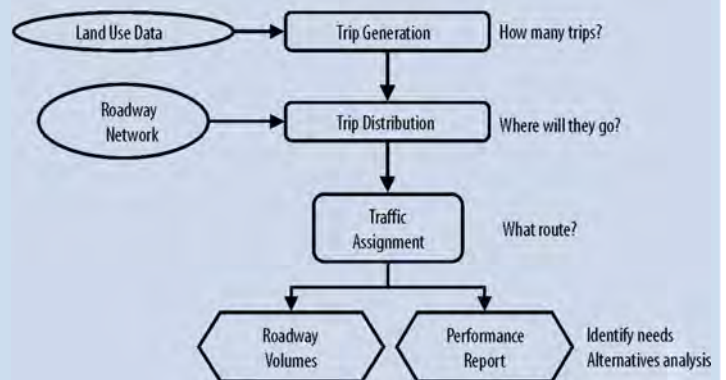 Land Use Data
Trip Generation
How many trips?
Roadway
Network
Trip Distribution
Where will they go?
Traffic
Assignment
What route?
Roadway
Volumes
Performance
Report
Identify needs
Alternatives analysis